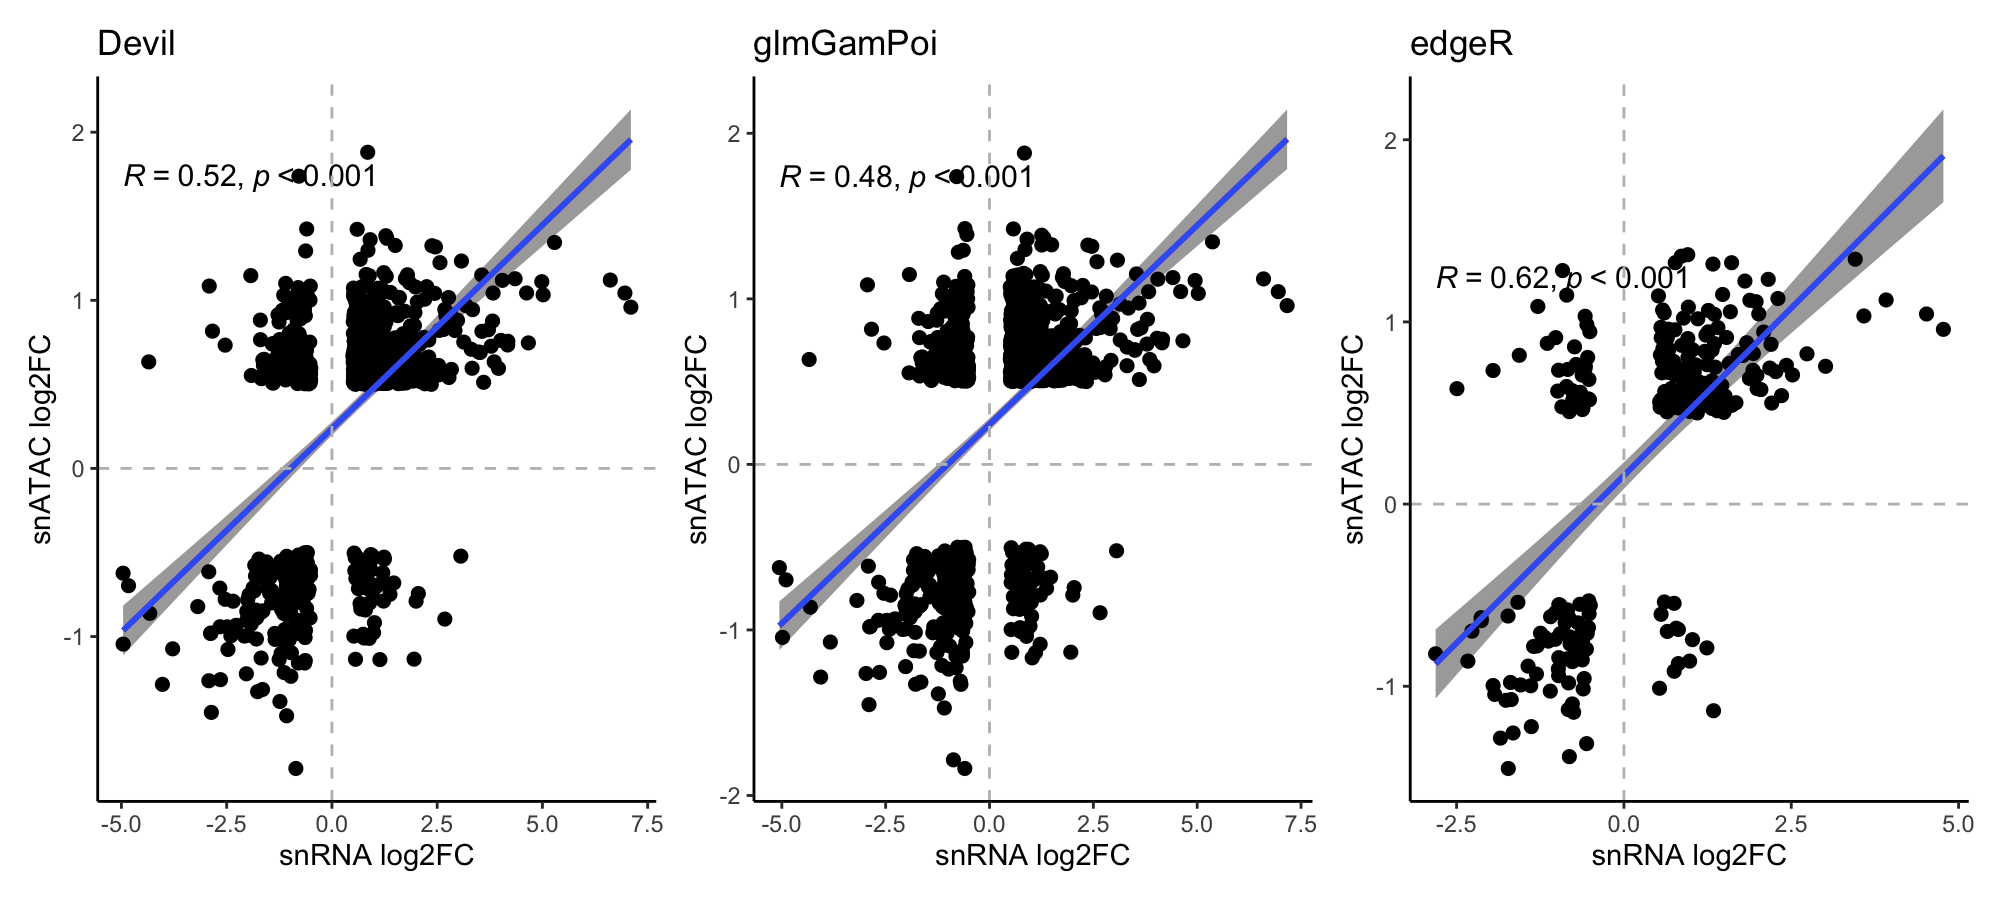 Devil
R = 0.52, p < 0.001
snATAC log2FC
2
1
0
-1
-5.0 -2.5 0.0 2.5 5.0 7.5
snRNA log2FC
glmGamPoi
R = 0.48, p < 0.001
snATAC log2FC
2
1
0
-1
-2
-5.0 -2.5 0.0 2.5 5.0 7.5
snRNA log2FC
edgeR
R = 0.62, p < 0.001
snATAC log2FC
2
1
0
-1
-2.5 0.0 2.5 5.0
snRNA log2FC